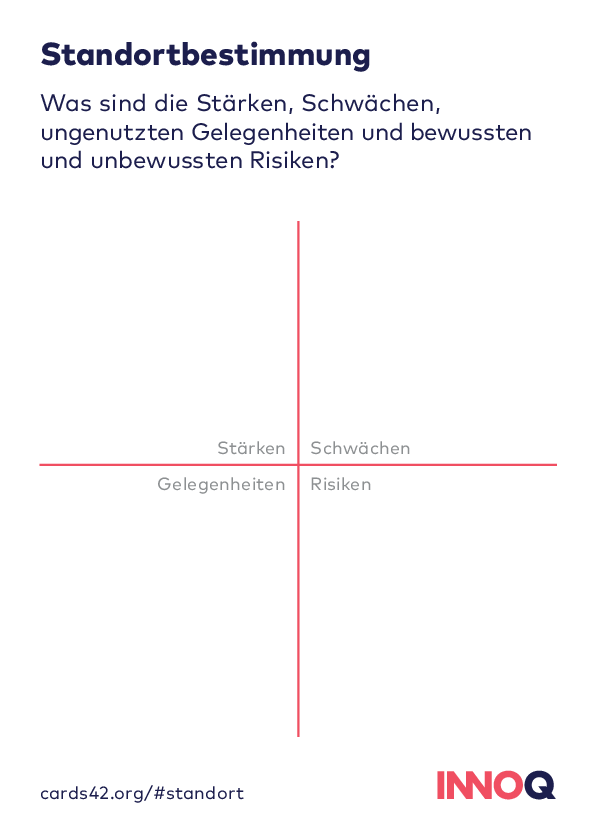 Standortbestimmung
Was sind die Stärken, Schwächen,
ungenutzten Gelegenheiten und bewussten
und unbewussten Risiken?
Stärken
Schwächen
Gelegenheiten
Risiken
cards42.org/#standort
INNOQ